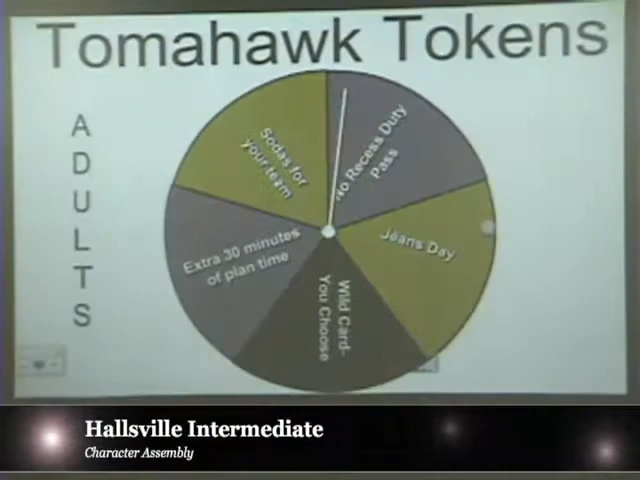 Tomahawk Tokens
ADULTS
Sodas for
your team
No Recess Duty
Pass
Jeans Day
Extra 30 minutes
of plan time
Wild Card-
You Choose
Hallsville Intermediate
Character Assembly